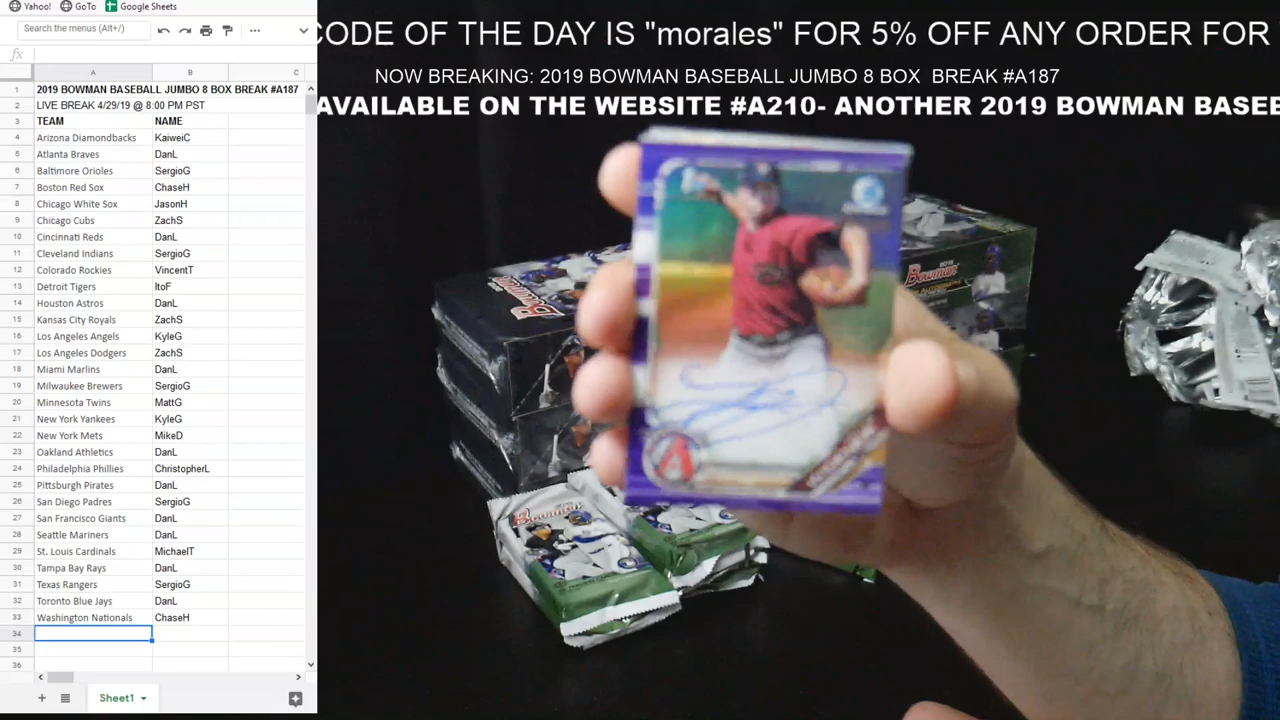 Yahoo!
GoTo
Google Sheets
CODE OF THE DAY IS "morales" FOR 5% OFF ANY ORDER FOR
Search the menus (Alt+/)
NOW BREAKING: 2019 BOWMAN BASEBALL JUMBO 8 BOX BREAK #A187
AVAILABLE ON THE WEBSITE #A210- ANOTHER 2019 BOWMAN BASEB
fx
A B C
1 2019 BOWMAN BASEBALL JUMBO 8 BOX BREAK #A187
2 LIVE BREAK 4/29/19 @ 8:00 PM PST
3 TEAM NAME
4 Arizona Diamondbacks KaiweiC
5 Atlanta Braves DanL
6 Baltimore Orioles SergioG
7 Boston Red Sox ChaseH
8 Chicago White Sox JasonH
9 Chicago Cubs ZachS
10 Cincinnati Reds DanL
11 Cleveland Indians SergioG
12 Colorado Rockies VincentT
13 Detroit Tigers ItoF
14 Houston Astros DanL
15 Kansas City Royals ZachS
16 Los Angeles Angels KyleG
17 Los Angeles Dodgers ZachS
18 Miami Marlins DanL
19 Milwaukee Brewers SergioG
20 Minnesota Twins MattG
21 New York Yankees KyleG
22 New York Mets MikeD
23 Oakland Athletics DanL
24 Philadelphia Phillies ChristopherL
25 Pittsburgh Pirates DanL
26 San Diego Padres SergioG
27 San Francisco Giants DanL
28 Seattle Mariners DanL
29 St. Louis Cardinals MichaelT
30 Tampa Bay Rays DanL
31 Texas Rangers SergioG
32 Toronto Blue Jays DanL
33 Washington Nationals ChaseH
34
35
36
Sheet1
Bowman
Bowman
Bowman